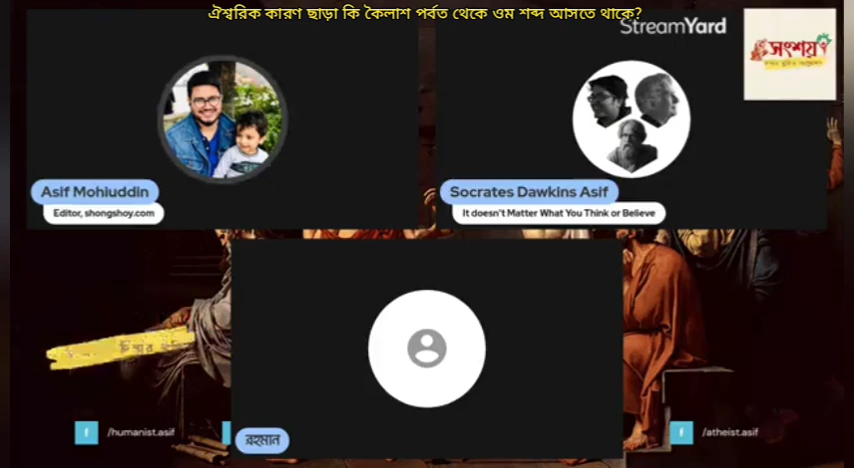 ঐশ্বরিক কারণ ছাড়া কি কৈলাশ পর্বত থেকে ওম শব্দ আসতে থাকে?
StreamYard
সংশয়
Asif Mohiuddin
Editor, shongshoy.com
Socrates Dawkins Asif
It doesn't Matter What You Think or Believe
চিন্তার
/humanist.asif
রহমান
/atheist.asif